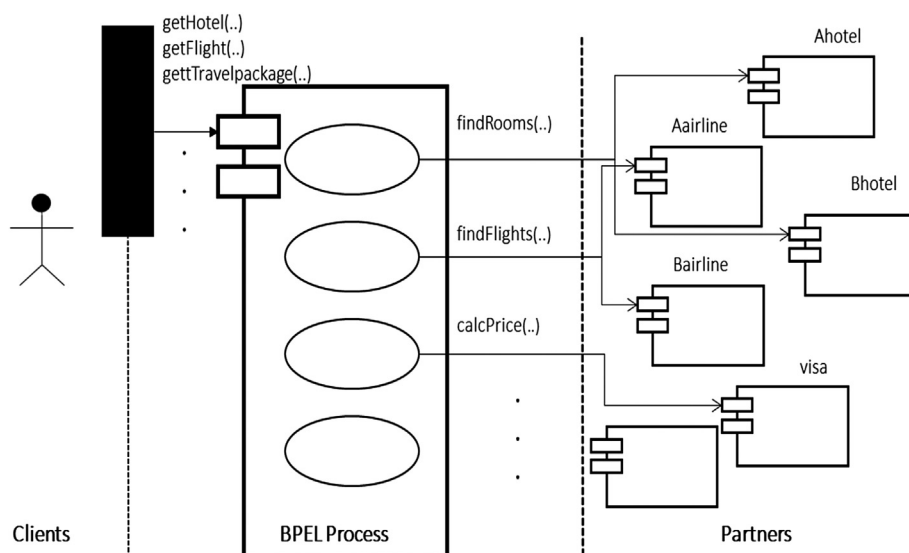 getHotel(..)
getFlight(..)
gettTravelpackage(..)
findRooms(..)
findFlights(..)
calcPrice(..)
Ahotel
Aairline
Bhotel
Bairline
visa
Clients
BPEL Process
Partners